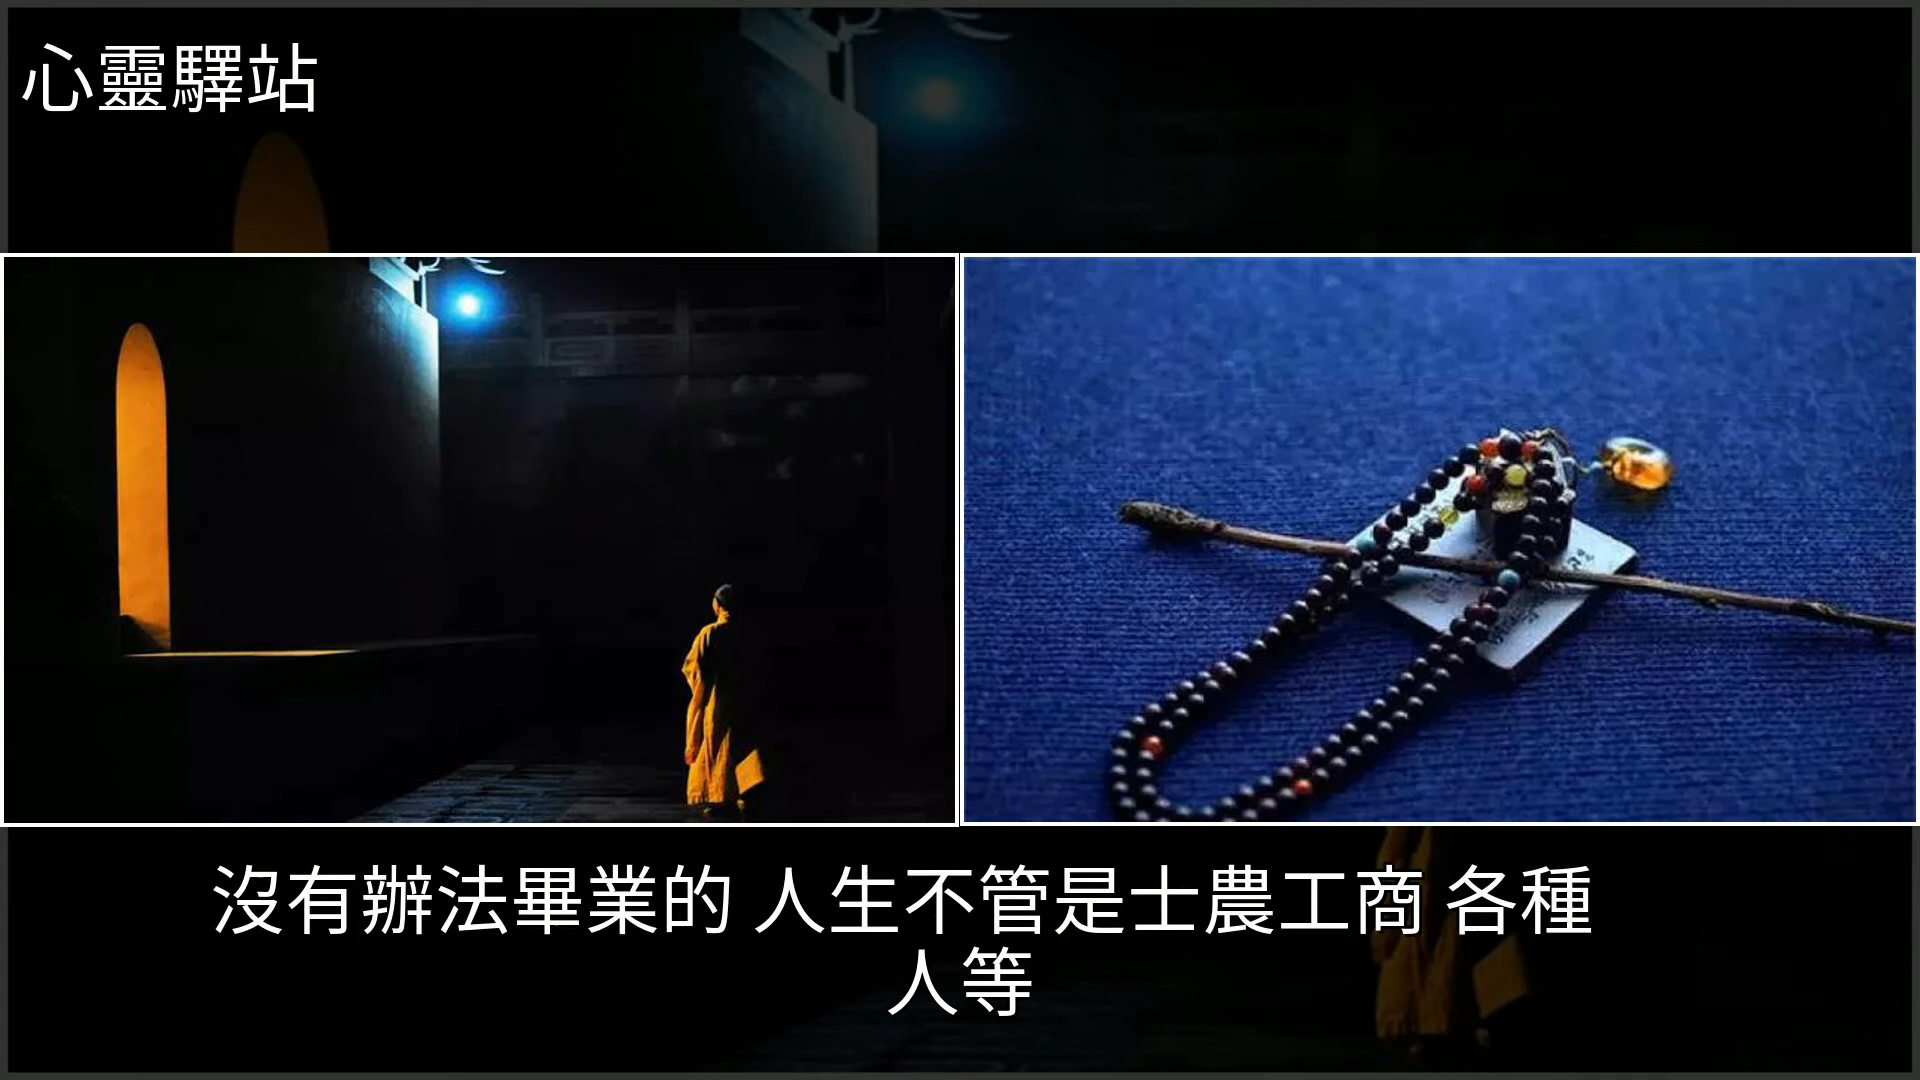 心靈驛站
沒有辦法畢業的 人生不管是士農工商 各種
人等